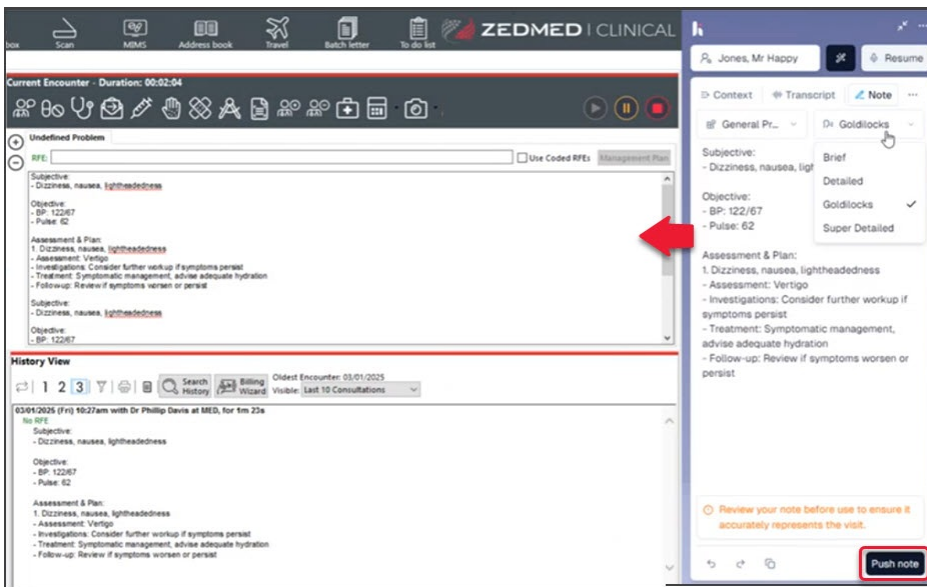 box
Scan
MIMS
Address book
Travel
Batch letter
To do list
ZEDMED | CLINICAL
Current Encounter - Duration: 00:02:04
Undefined Problem
RFE:
Use Coded RFEs
Management Plan
Subjective:
- Dizziness, nausea, lightheadedness
Objective:
- BP: 122/67
- Pulse: 62
Assessment & Plan:
1. Dizziness, nausea, lightheadedness
- Assessment: Vertigo
- Investigations: Consider further workup if symptoms persist
- Treatment: Symptomatic management, advise adequate hydration
- Follow-up: Review if symptoms worsen or persist
Subjective:
- Dizziness, nausea, lightheadedness
Objective:
- BP: 122/67
History View
1 2 3
Search History
Billing Wizard
Oldest Encounter: 03/01/2025
Visible: Last 10 Consultations
03/01/2025 (Fri) 10:27am with Dr Phillip Davis at MED, for 1m 23s
No RFE
Subjective:
- Dizziness, nausea, lightheadedness
Objective:
- BP: 122/67
- Pulse: 62
Assessment & Plan:
1. Dizziness, nausea, lightheadedness
- Assessment: Vertigo
- Investigations: Consider further workup if symptoms persist
- Treatment: Symptomatic management, advise adequate hydration
- Follow-up: Review if symptoms worsen or persist
Jones, Mr Happy
Resume
Context
Transcript
Note
...
General Pr...
Goldilocks
Brief
Detailed
Goldilocks
Super Detailed
Subjective:
- Dizziness, nausea, ligh
Objective:
- BP: 122/67
- Pulse: 62
Assessment & Plan:
1. Dizziness, nausea, lightheadedness
- Assessment: Vertigo
- Investigations: Consider further workup if
symptoms persist
- Treatment: Symptomatic management,
advise adequate hydration
- Follow-up: Review if symptoms worsen or
persist
Review your note before use to ensure it
accurately represents the visit.
Push note